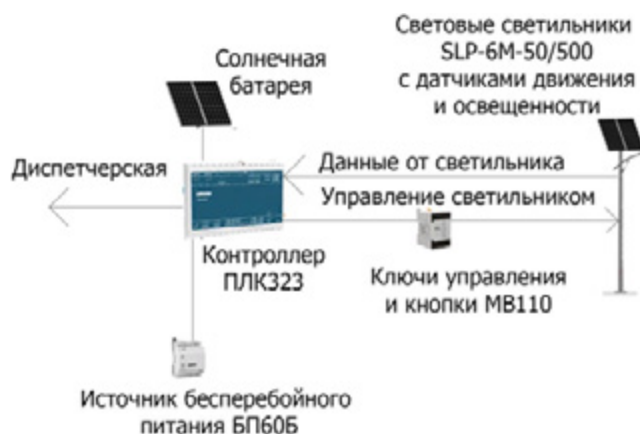 Солнечная
батарея
Световые светильники
SLP-6M-50/500
с датчиками движения
и освещенности
Диспетчерская
Данные от светильника
Управление светильником
Контроллер
ПЛК323
Ключи управления
и кнопки МВ110
Источник бесперебойного
питания БП60Б